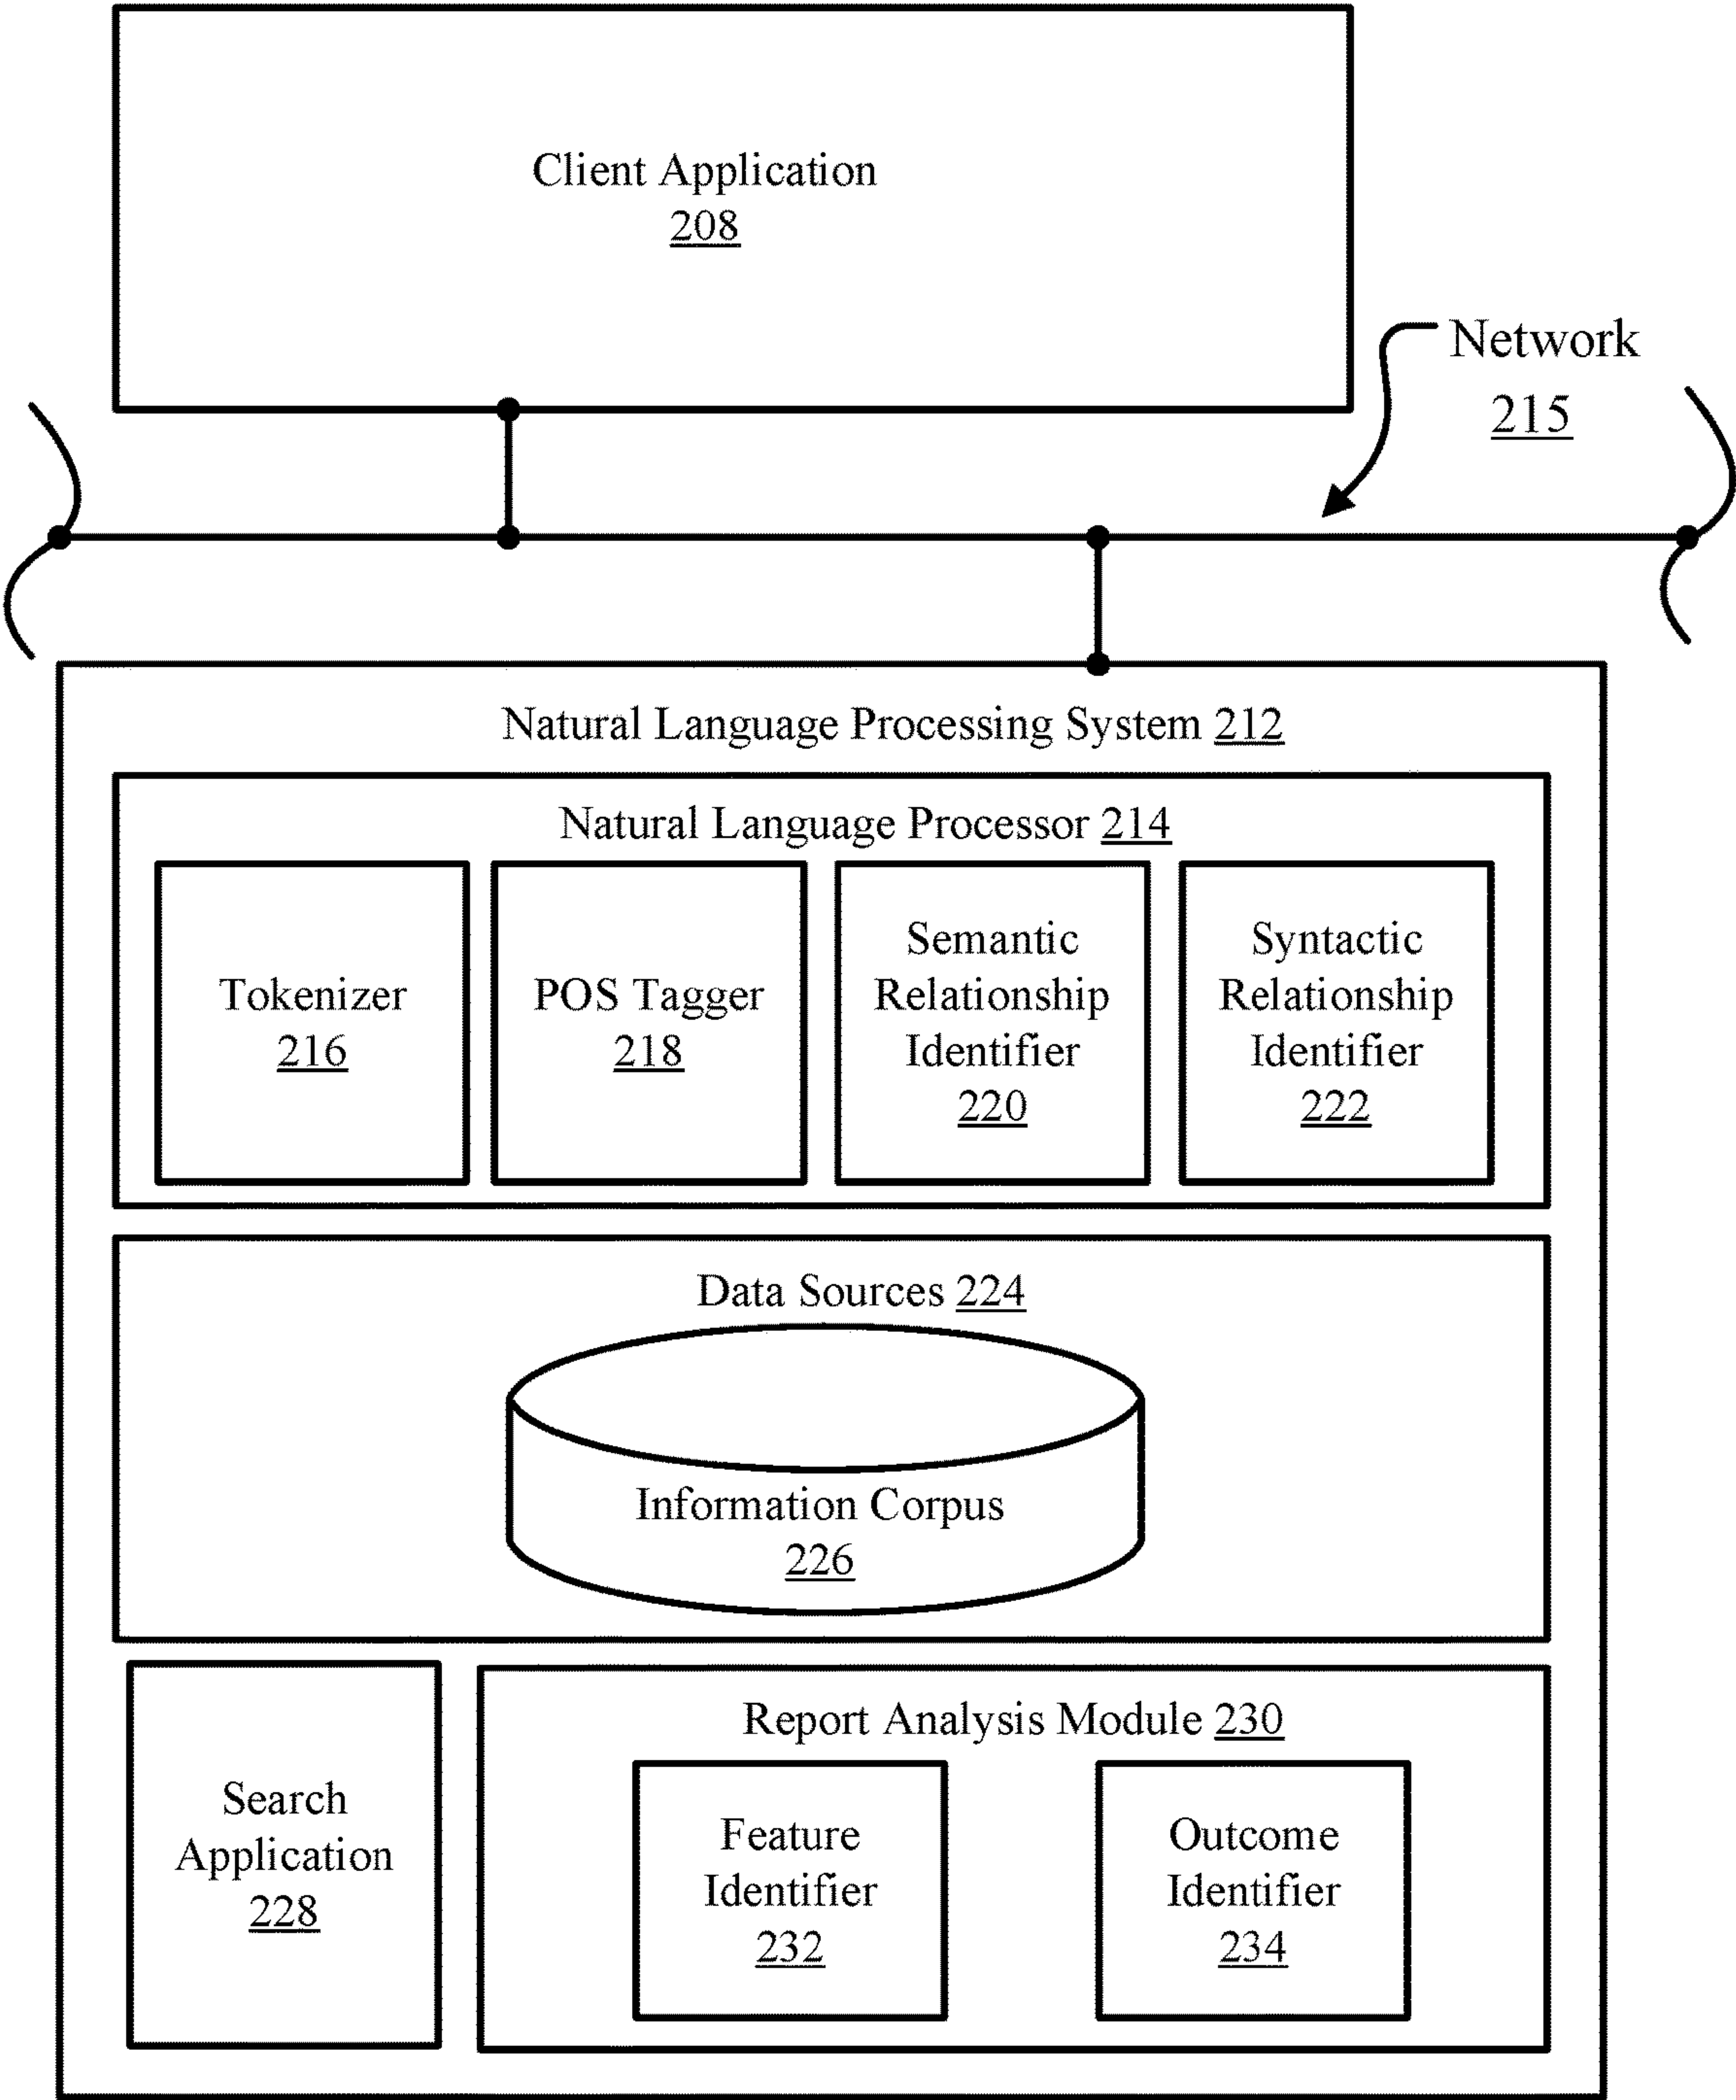 Client Application
208
Network
215
Natural Language Processing System 212
Natural Language Processor 214
Tokenizer
216
POS Tagger
218
Semantic
Relationship
Identifier
220
Syntactic
Relationship
Identifier
222
Data Sources 224
Information Corpus
226
Search
Application
228
Report Analysis Module 230
Feature
Identifier
232
Outcome
Identifier
234